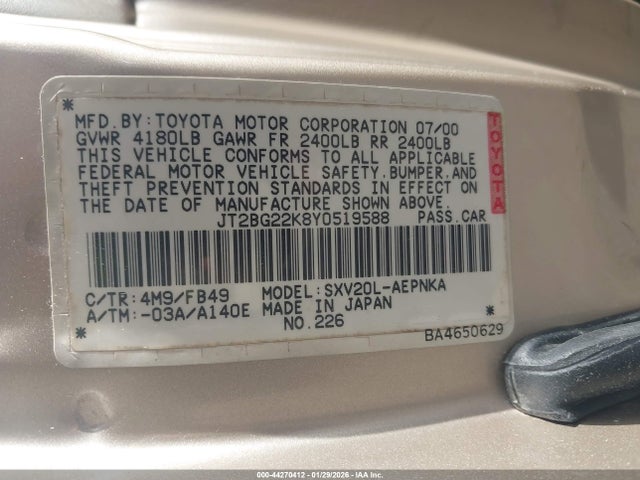 MFD.BY:TOYOTA MOTOR CORPORATION 07/00
GVWR 4180LB GAWR FR 2400LB RR 2400LB
THIS VEHICLE CONFORMS TO ALL APPLICABLE
FEDERAL MOTOR VEHICLE SAFETY.BUMPER.AND
THEFT PREVENTION STANDARDS IN EFFECT ON
THE DATE OF MANUFACTURE SHOWN ABOVE.
JT2BG22K8Y0519588 PASS.CAR
TOYOTA
C/TR:4M9/FB49 MODEL:SXV20L-AEPNKA
A/TM:-03A/A140E MADE IN JAPAN
NO.226
BA4650629
000-44270412 | 01/29/2026 - Copyright IAA, Inc.